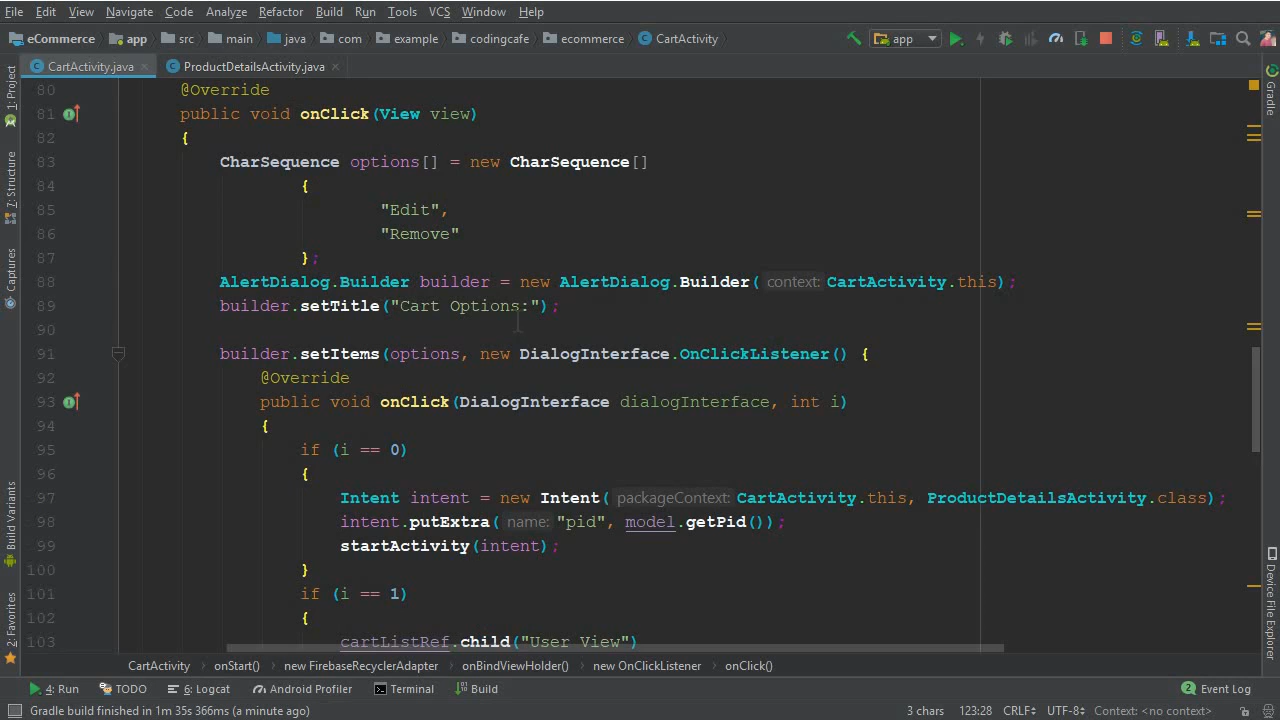 File Edit View Navigate Code Analyze Refactor Build Run Tools VCS Window Help
eCommerce app src main java com example codingcafe ecommerce CartActivity app
CartActivity.java ProductDetailsActivity.java
1: Project
7: Structure
Captures
Build Variants
2: Favorites
Gradle
Device File Explorer
80 @Override
81 public void onClick(View view)
82 {
83 CharSequence options[] = new CharSequence[]
84 {
85 "Edit",
86 "Remove"
87 };
88 AlertDialog.Builder builder = new AlertDialog.Builder( context: CartActivity.this);
89 builder.setTitle("Cart Options:");
90
91 builder.setItems(options, new DialogInterface.OnClickListener() {
92 @Override
93 public void onClick(DialogInterface dialogInterface, int i)
94 {
95 if (i == 0)
96 {
97 Intent intent = new Intent( packageContext: CartActivity.this, ProductDetailsActivity.class);
98 intent.putExtra( name: "pid", model.getPid());
99 startActivity(intent);
100 }
101 if (i == 1)
102 {
103 cartListRef.child("User View")
CartActivity onStart() new FirebaseRecyclerAdapter onBindViewHolder() new OnClickListener onClick()
4: Run TODO 6: Logcat Android Profiler Terminal Build 2 Event Log
Gradle build finished in 1m 35s 366ms (a minute ago) 3 chars 123:28 CRLF UTF-8 Context: <no context>